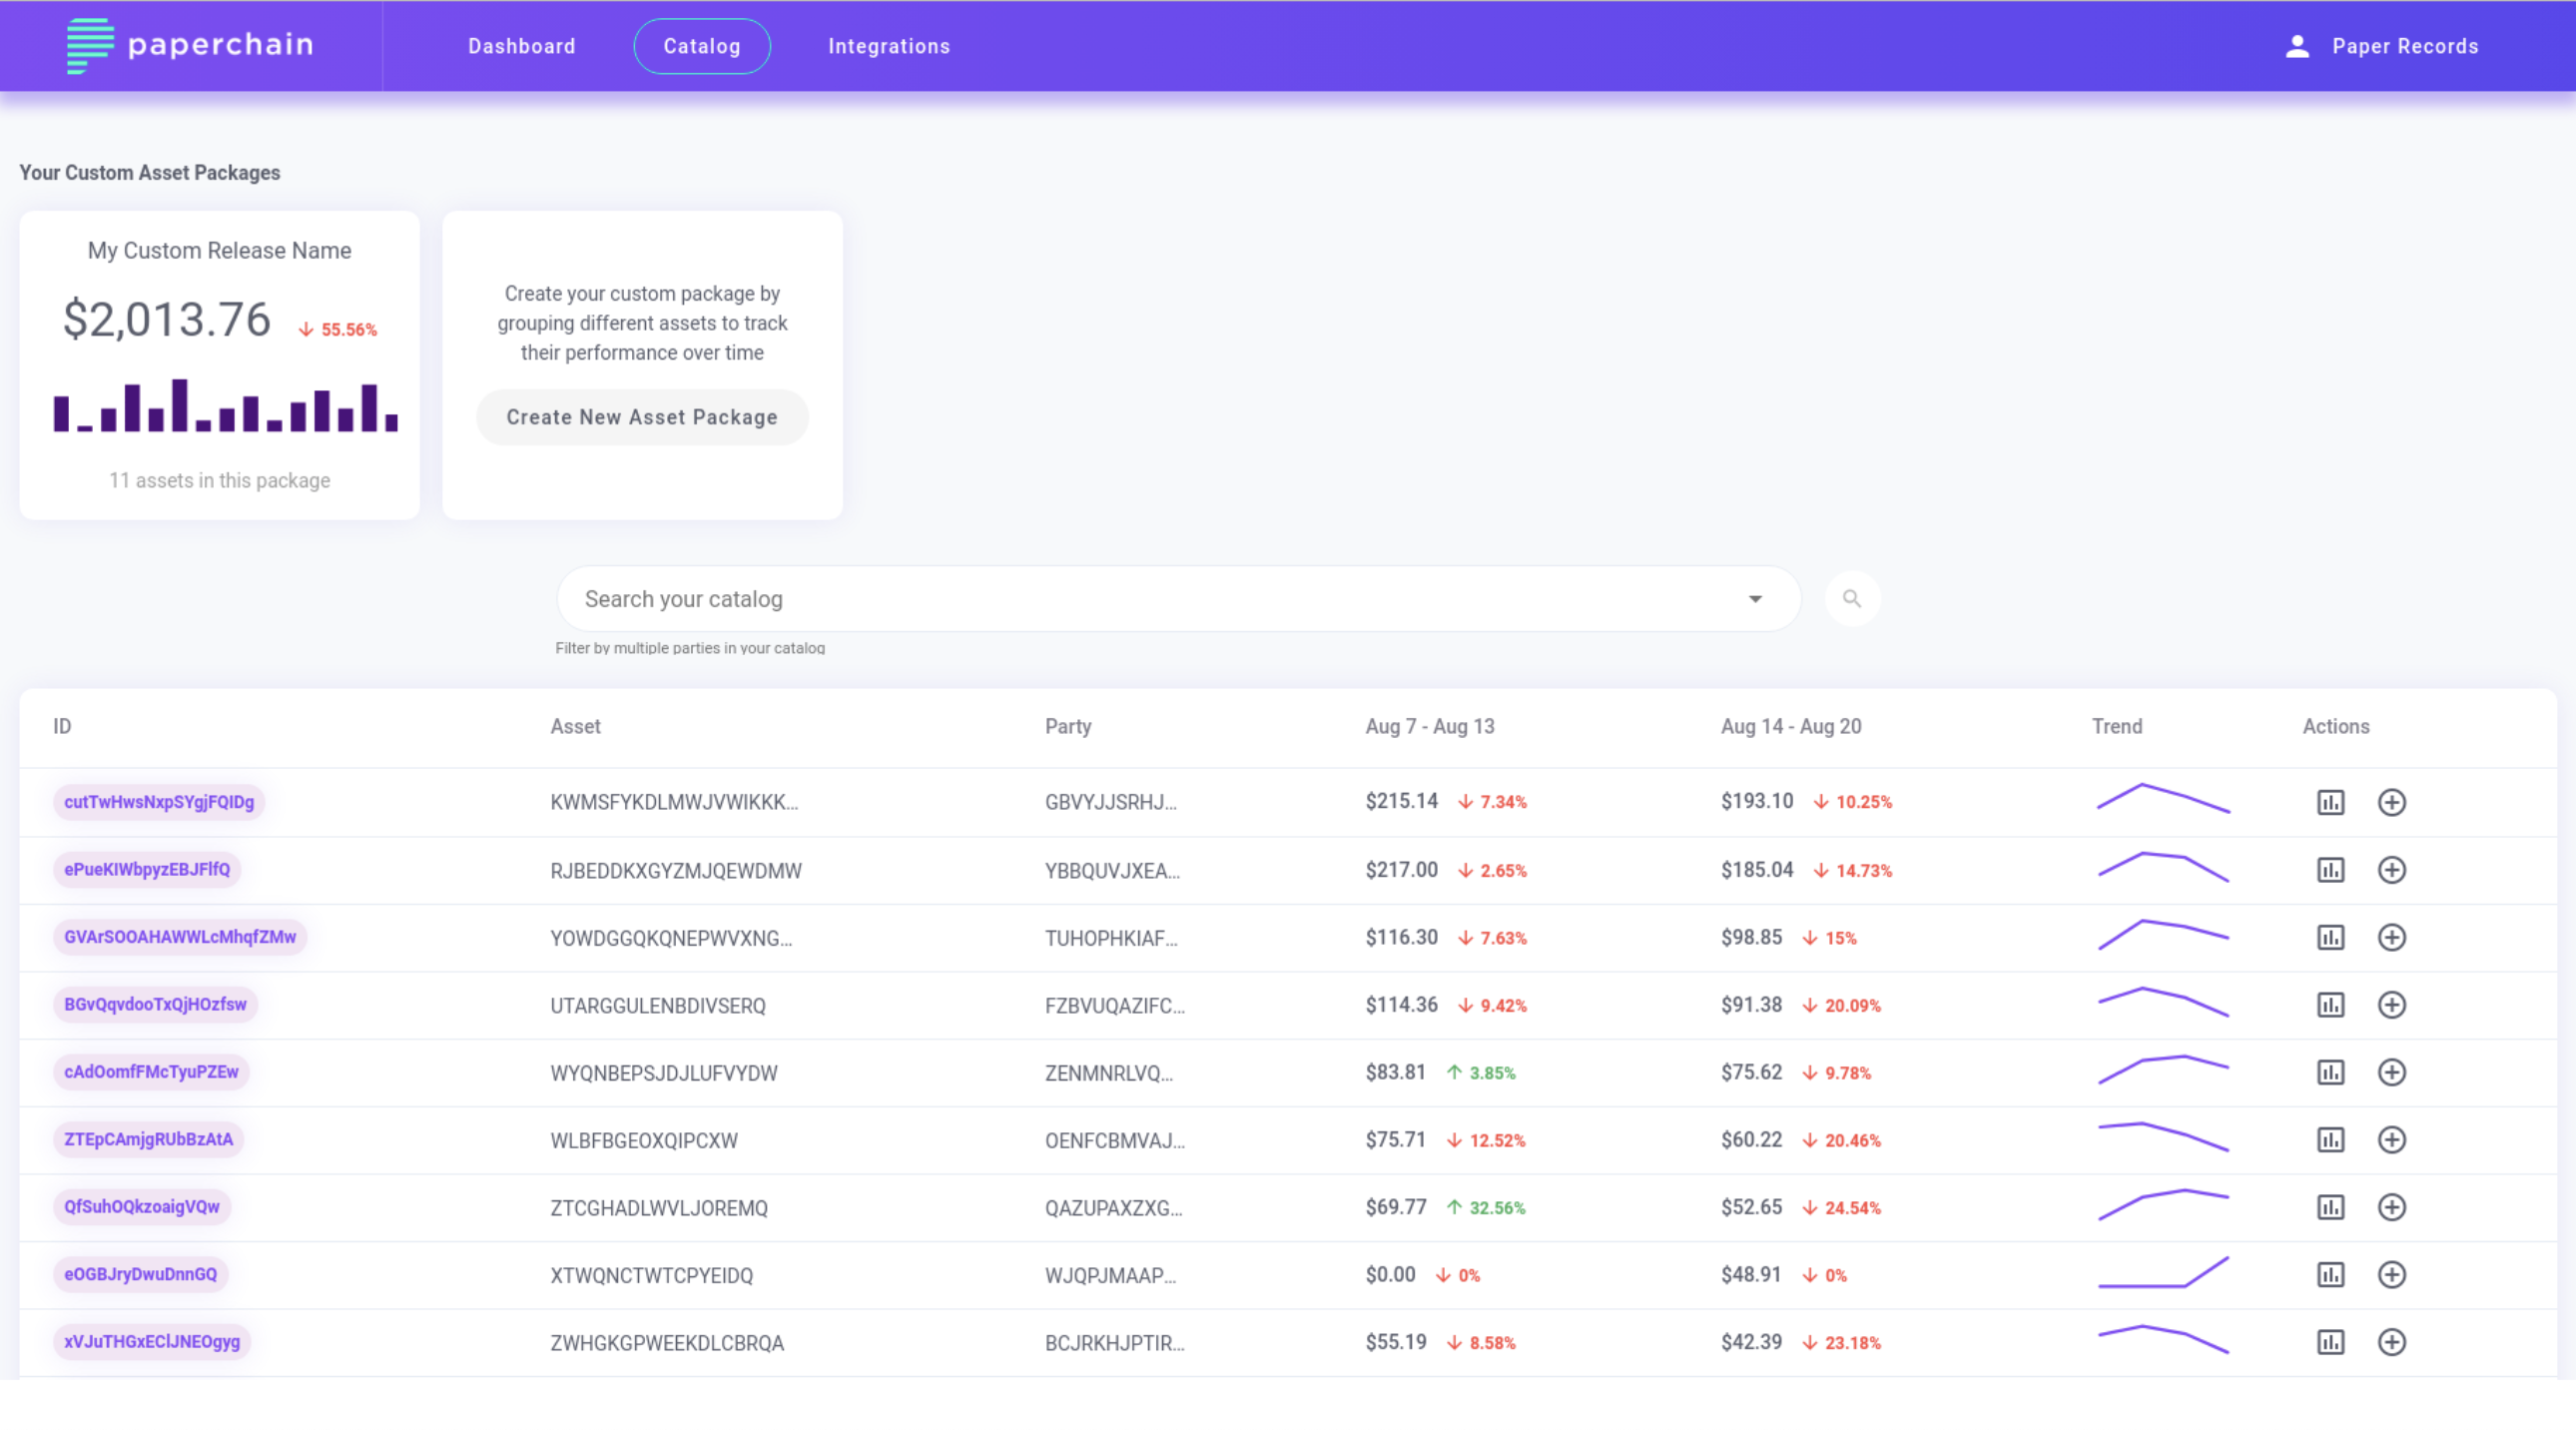 paperchain
Dashboard Catalog Integrations Paper Records
Your Custom Asset Packages
My Custom Release Name
$2,013.76 ↓ 55.56%
11 assets in this package
Create your custom package by
grouping different assets to track
their performance over time
Create New Asset Package
Search your catalog
Filter by multiple parties in your catalog
ID Asset Party Aug 7 - Aug 13 Aug 14 - Aug 20 Trend Actions
cutTwHwsNxpSYgjFQIDg KWMSFYKDLMWJVWIKKK... GBVYJJSRHJ... $215.14 ↓ 7.34% $193.10 ↓ 10.25%
ePueKIWbpyzEBJFlfQ RJBEDDKXGYZMJQEWDMW YBBQUVJXEA... $217.00 ↓ 2.65% $185.04 ↓ 14.73%
GVArSOOAHAWWLcMhqfZMw YOWDGGQKQNEPWVXNG... TUHOPHKIAF... $116.30 ↓ 7.63% $98.85 ↓ 15%
BGvQqvdooTxQjHOzfsw UTARGGULENBDIVSERQ FZBVUQAZIFC... $114.36 ↓ 9.42% $91.38 ↓ 20.09%
cAdOomfFMcTyuPZEw WYQNBEPSJDJLUFVYDW ZENMNRLVQ... $83.81 ↑ 3.85% $75.62 ↓ 9.78%
ZTEpCAmjgRUbBzAtA WLBFBGEOXQIPCXW OENFCBMVAJ... $75.71 ↓ 12.52% $60.22 ↓ 20.46%
QfSuhOQkzoaigVQw ZTCGHADLWVLJOREMQ QAZUPAXZXG... $69.77 ↑ 32.56% $52.65 ↓ 24.54%
eOGBJryDwuDnnGQ XTWQNCTWTCPYEIDQ WJQPJMAAP... $0.00 ↓ 0% $48.91 ↓ 0%
xVJuTHGxEClJNEOgyg ZWHGKGPWEEKDLCBRQA BCJRKHJPTIR... $55.19 ↓ 8.58% $42.39 ↓ 23.18%